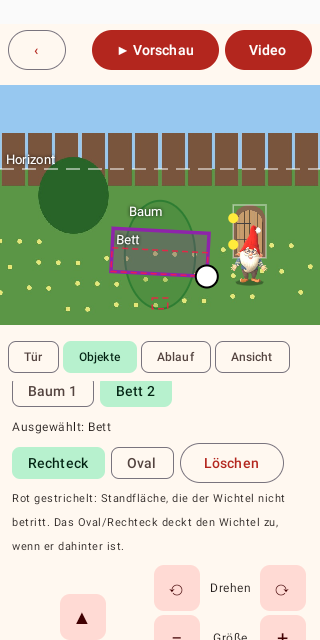 ‹
► Vorschau
Video
Horizont
Baum
Bett
Tür
Objekte
Ablauf
Ansicht
Baum 1
Bett 2
Ausgewählt: Bett
Rechteck
Oval
Löschen
Rot gestrichelt: Standfläche, die der Wichtel nicht
betritt. Das Oval/Rechteck deckt den Wichtel zu,
wenn er dahinter ist.
Drehen
▲
− Größe +